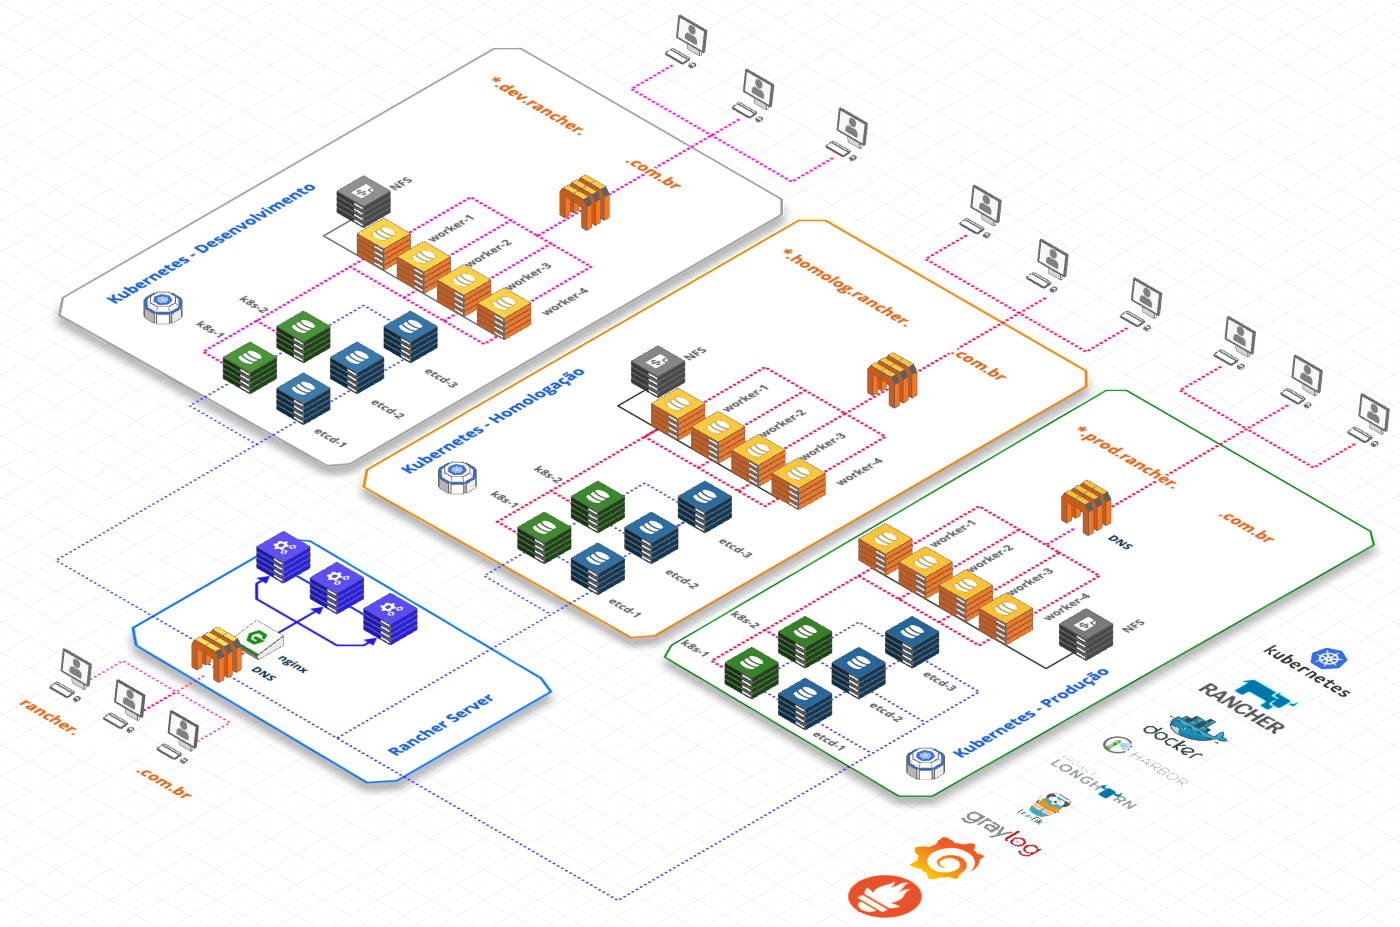 *.dev.rancher.
.com.br
NFS
Kubernetes - Desenvolvimento
worker-1
worker-2
worker-3
worker-4
k8s-2
k8s-1
etcd-3
etcd-2
etcd-1
*.homolog.rancher.
.com.br
NFS
Kubernetes - Homologação
worker-1
worker-2
worker-3
worker-4
k8s-2
k8s-1
etcd-3
etcd-2
etcd-1
*.prod.rancher.
.com.br
DNS
worker-1
worker-2
worker-3
worker-4
NFS
k8s-2
k8s-1
etcd-3
etcd-2
etcd-1
Kubernetes - Produção
nginx
DNS
Rancher Server
rancher.
.com.br
kubernetes
RANCHER
docker
HARBOR
PROJECT
LONGHORN
træfik
graylog